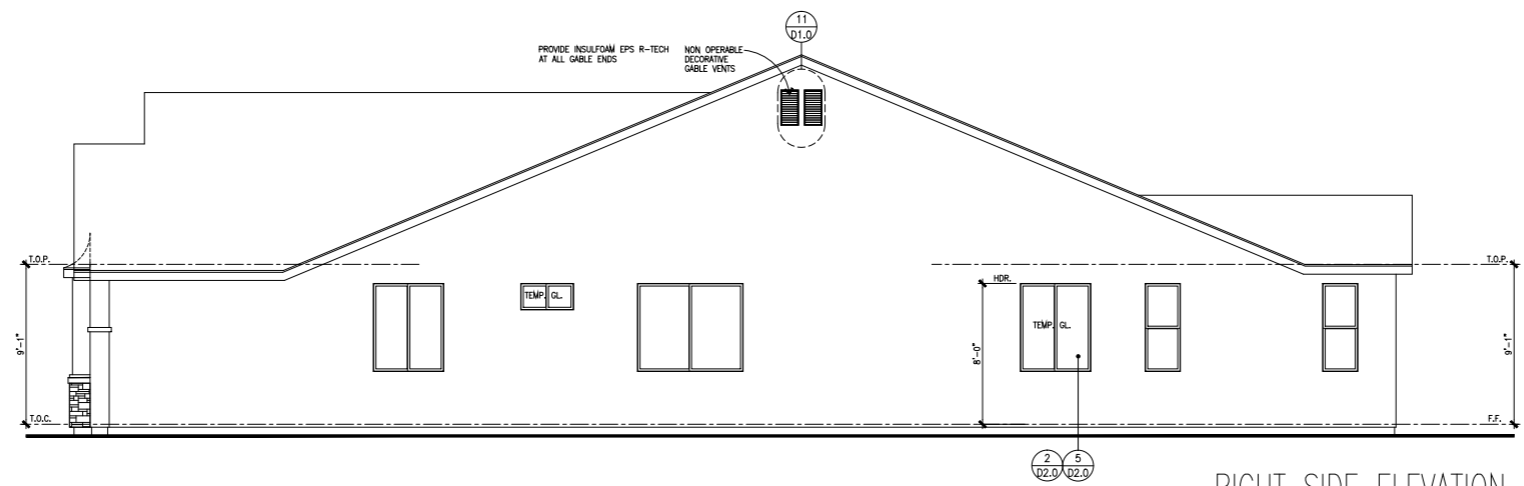 11
D1.0
PROVIDE INSULFOAM EPS R-TECH
AT ALL GABLE ENDS
NON OPERABLE
DECORATIVE
GABLE VENTS
T.O.P.
T.O.P.
HDR.
TEMP. GL.
TEMP. GL.
9'-1"
8'-0"
9'-1"
T.O.C.
F.F.
2
D2.0
5
D2.0
RIGHT SIDE ELEVATION